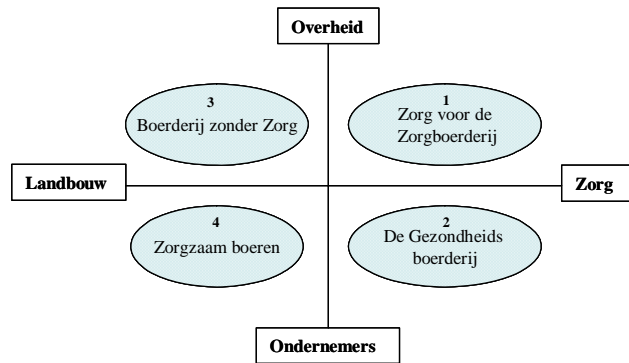 Overheid
3
Boerderij zonder Zorg
1
Zorg voor de
Zorgboerderij
Landbouw
Zorg
4
Zorgzaam boeren
2
De Gezondheids
boerderij
Ondernemers